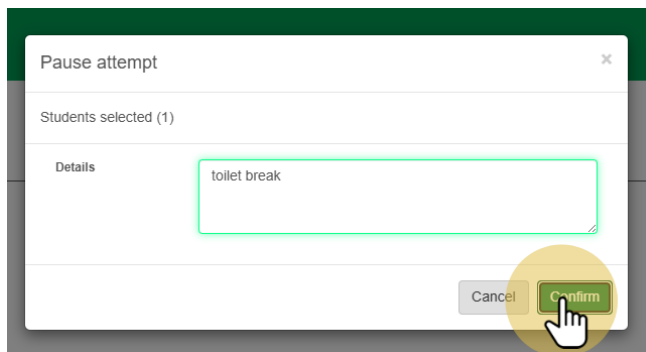 Pause attempt
×
Students selected (1)
Details
toilet break
Cancel
Confirm